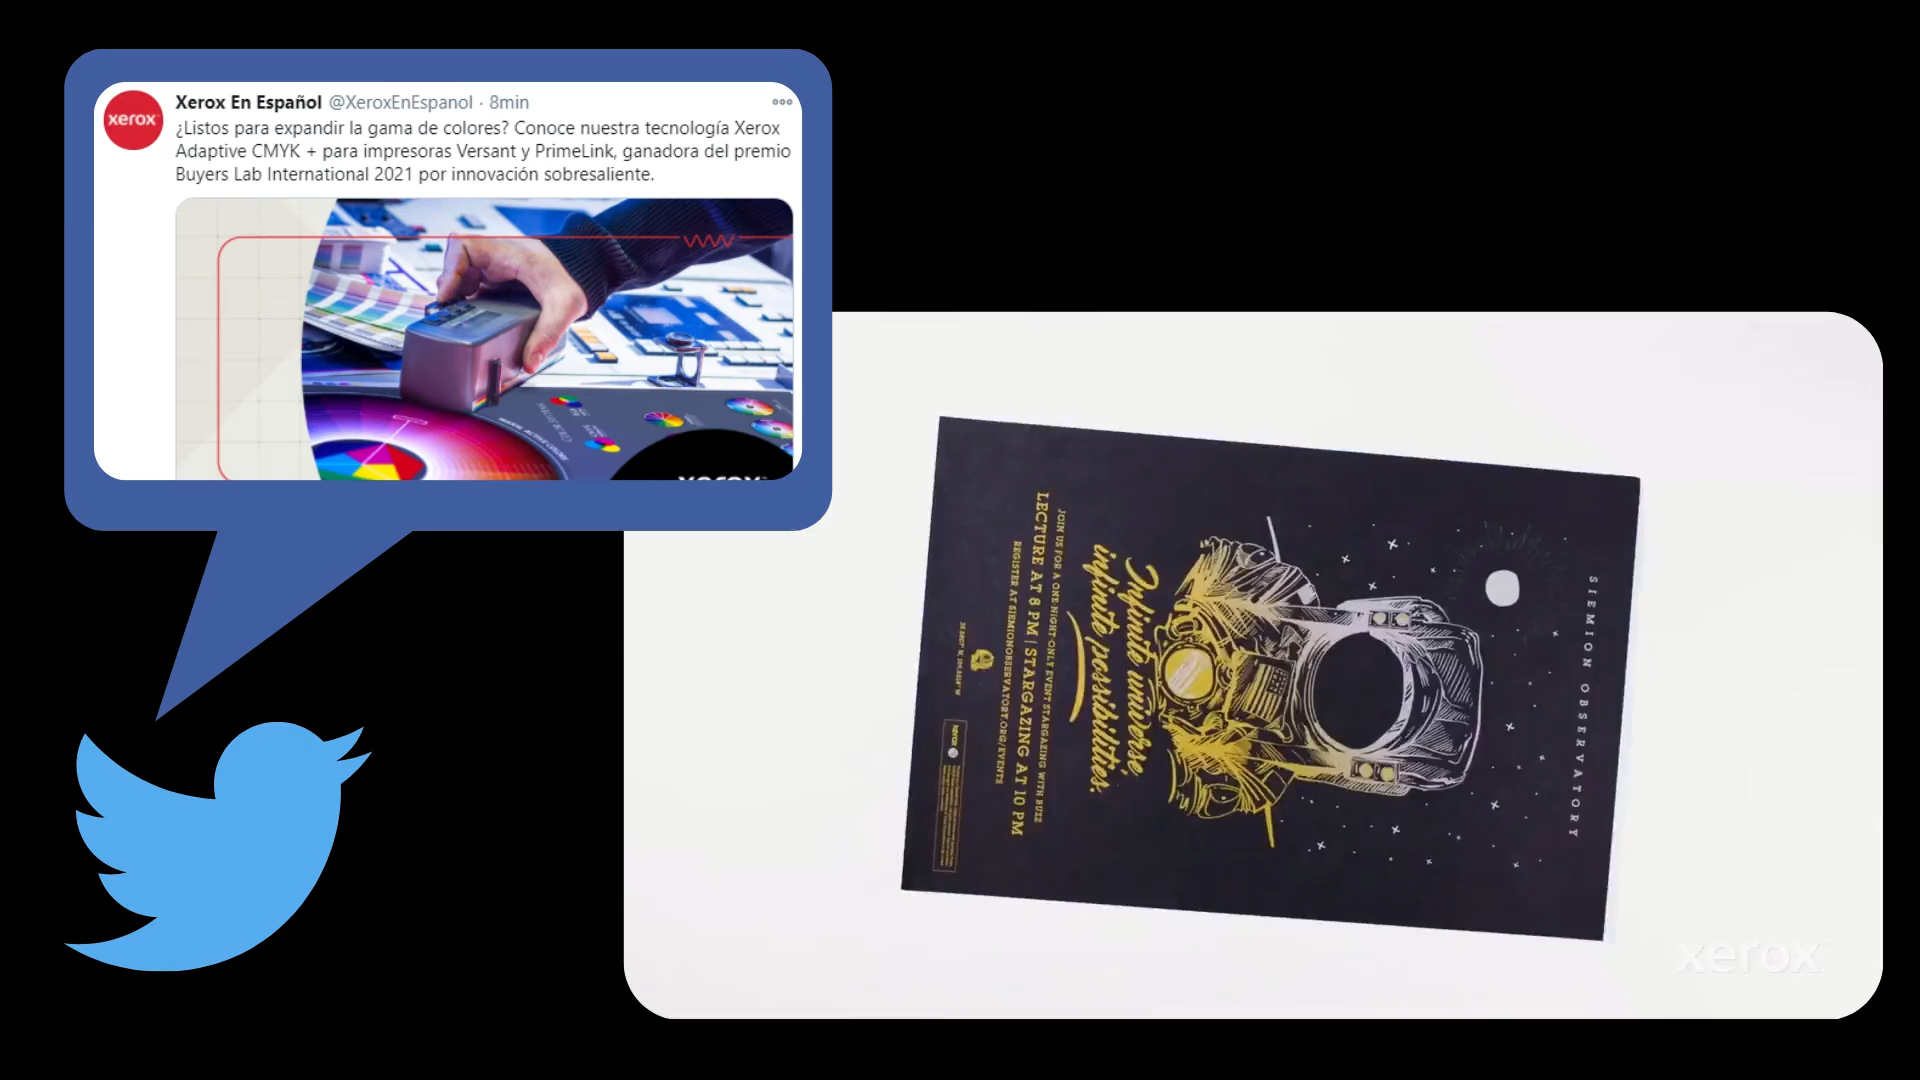 Xerox En Español @XeroxEnEspanol · 8min
xerox
¿Listos para expandir la gama de colores? Conoce nuestra tecnología Xerox
Adaptive CMYK + para impresoras Versant y PrimeLink, ganadora del premio
Buyers Lab International 2021 por innovación sobresaliente.
xerox
SIEMION OBSERVATORY
Infinite universe,
infinite possibilities.
JOIN US FOR A ONE-NIGHT-ONLY EVENT STARGAZING WITH BUZZ
LECTURE AT 8 PM | STARGAZING AT 10 PM
REGISTER AT SIEMIONOBSERVATORY.ORG/EVENTS
xerox
xerox